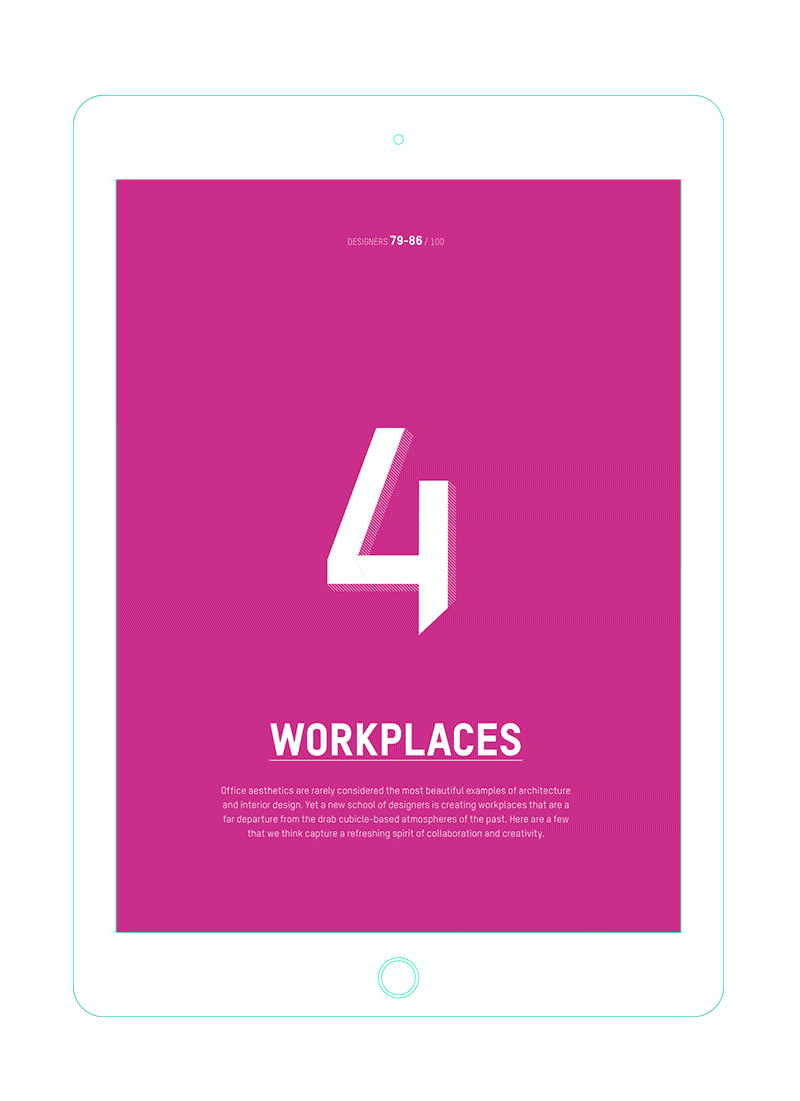 DESIGNERS 79-86 / 100
4
WORKPLACES
Office aesthetics are rarely considered the most beautiful examples of architecture
and interior design. Yet a new school of designers is creating workplaces that are a
far departure from the drab cubicle-based atmospheres of the past. Here are a few
that we think capture a refreshing spirit of collaboration and creativity.